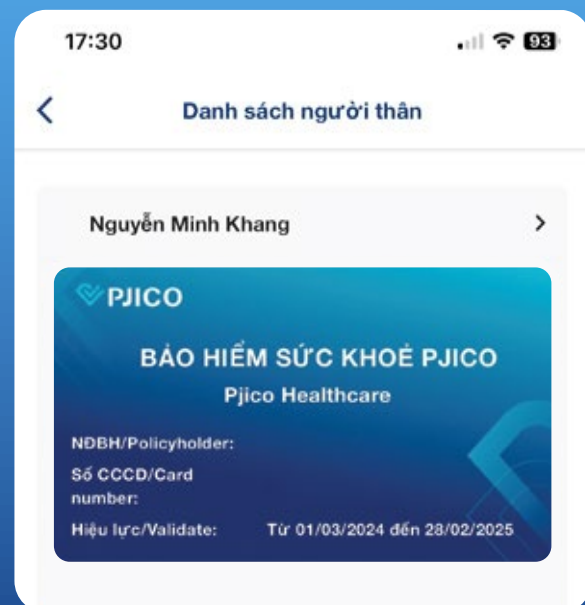 17:30
93
Danh sách người thân
Nguyễn Minh Khang
PJICO
BẢO HIỂM SỨC KHOẺ PJICO
Pjico Healthcare
NĐBH/Policyholder:
Số CCCD/Card
number:
Hiệu lực/Validate: Từ 01/03/2024 đến 28/02/2025